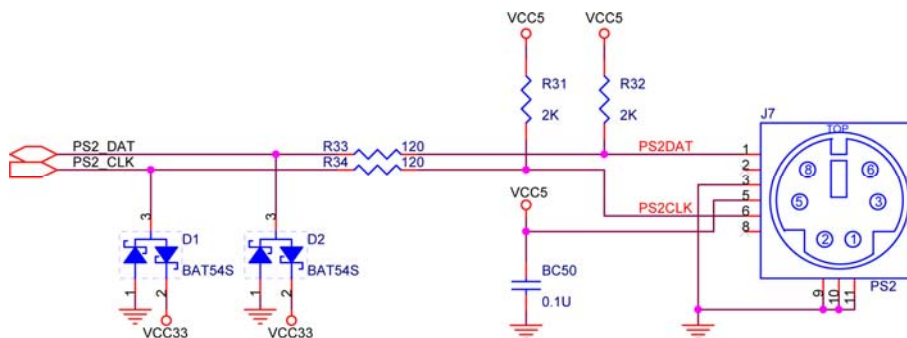 VCC5
VCC5
R31
2K
R32
2K
J7
TOP
PS2_DAT
R33
120
PS2DAT
1
PS2_CLK
R34
120
2
3
5
PS2CLK
6
8
8
6
5
3
2
1
VCC5
3
D1
BAT54S
1
2
VCC33
3
D2
BAT54S
1
2
VCC33
BC50
0.1U
PS2
9
10
11